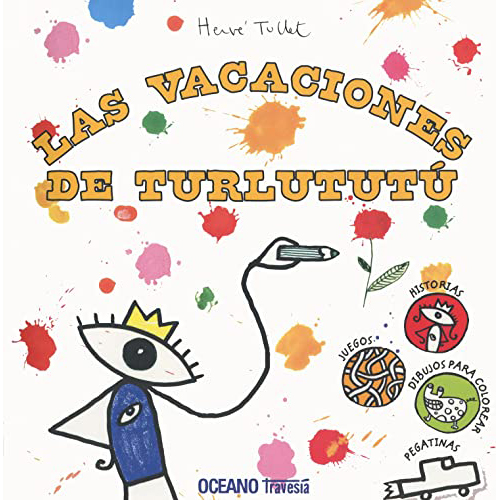 Hervé Tullet
LAS VACACIONES
DE TURLUTUTÚ
HISTORIAS
JUEGOS
DIBUJOS PARA COLOREAR
PEGATINAS
OCEANO Travesía